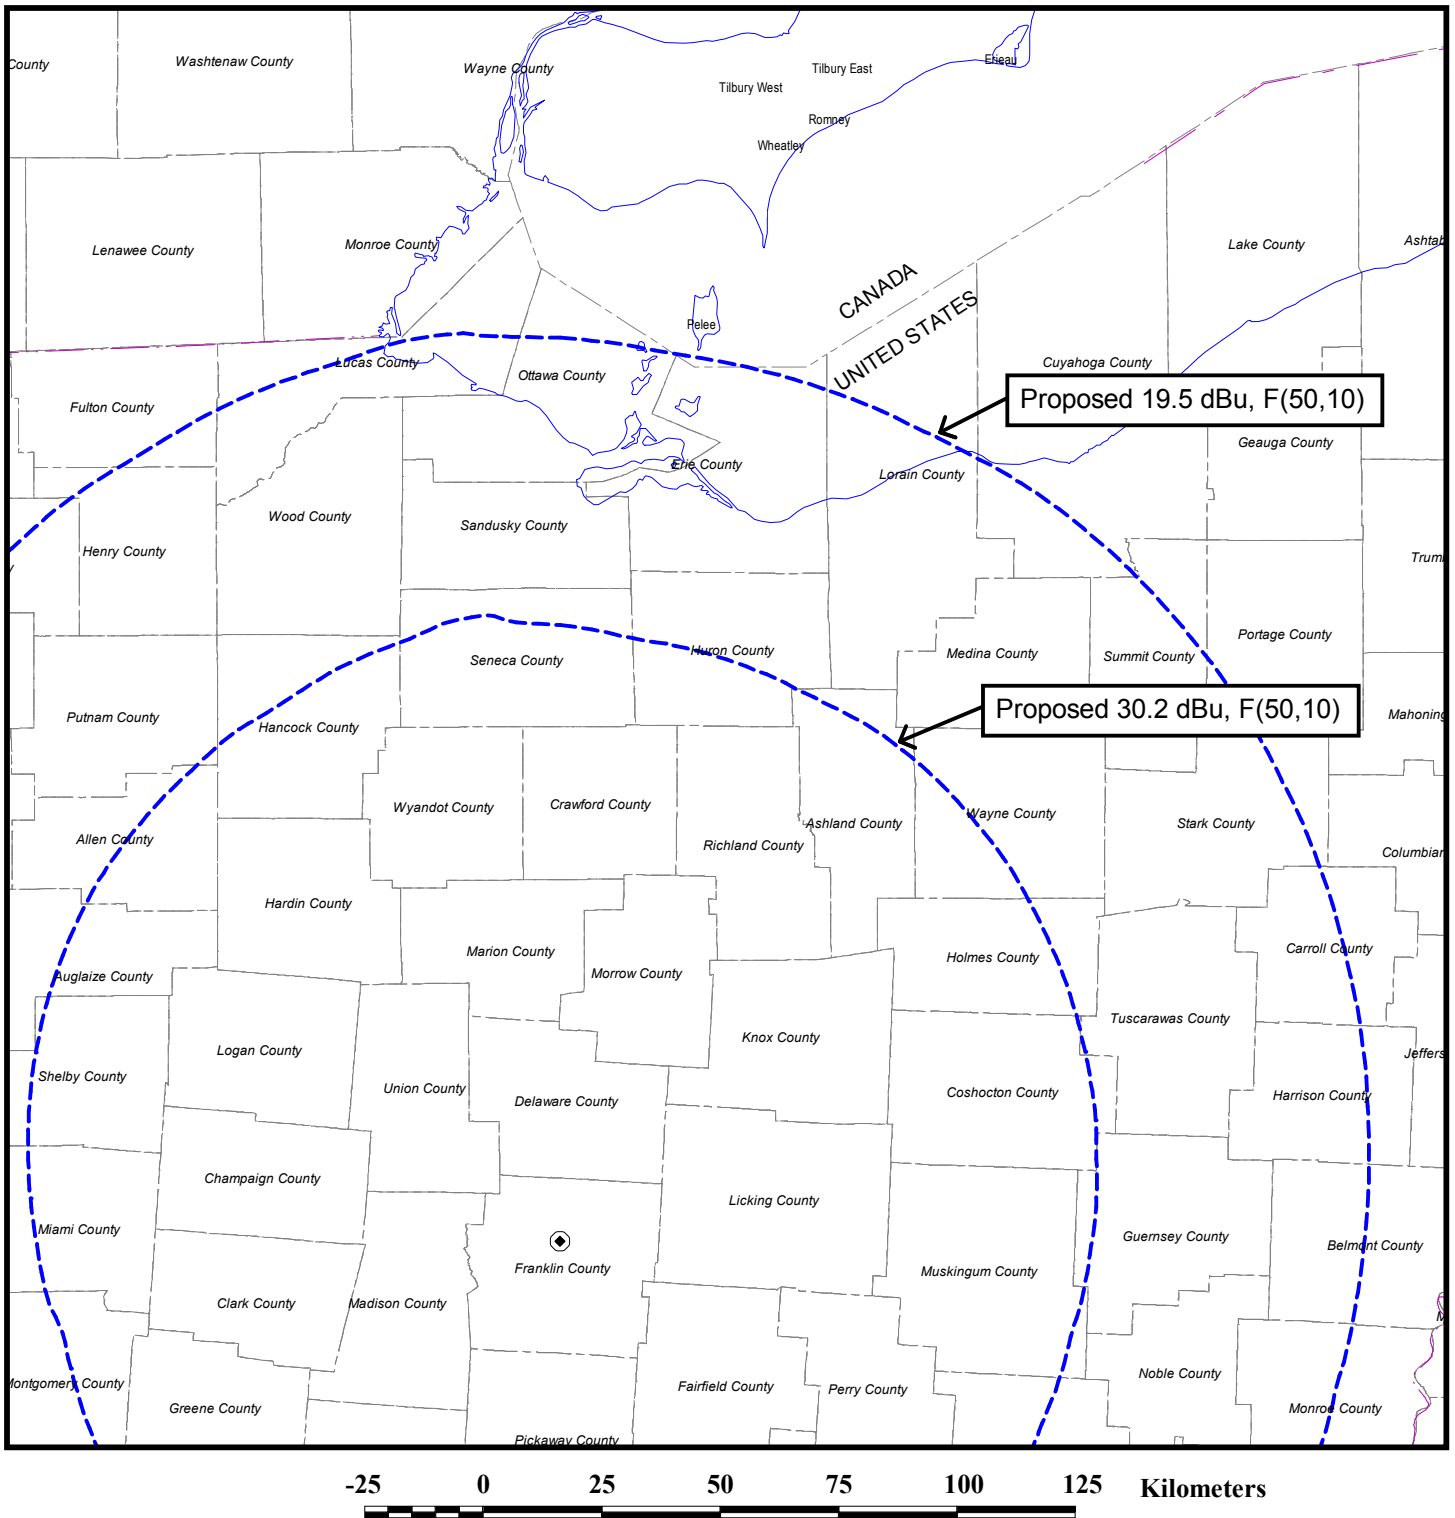 County
Washtenaw County
Wayne County
Tilbury East
Erieau
Tilbury West
Romney
Wheatley
Lenawee County
Monroe County
Lake County
Ashtab
CANADA
UNITED STATES
Pelee
Lucas County
Ottawa County
Cuyahoga County
Proposed 19.5 dBu, F(50,10)
Fulton County
Geauga County
Erie County
Lorain County
Wood County
Sandusky County
Henry County
y
Trum
Huron County
Medina County
Summit County
Portage County
Seneca County
Putnam County
Hancock County
Proposed 30.2 dBu, F(50,10)
Mahoning
Wyandot County
Crawford County
Ashland County
Wayne County
Stark County
Allen County
Richland County
Columbian
Hardin County
Marion County
Morrow County
Holmes County
Carroll County
Auglaize County
Tuscarawas County
Knox County
Logan County
Jeffers
Shelby County
Union County
Delaware County
Coshocton County
Harrison County
Champaign County
Licking County
Miami County
Guernsey County
Belmont County
Franklin County
Muskingum County
Clark County
Madison County
M
Montgomery County
Fairfield County
Perry County
Noble County
Greene County
Monroe County
Pickaway County
-25 0 25 50 75 100 125 Kilometers